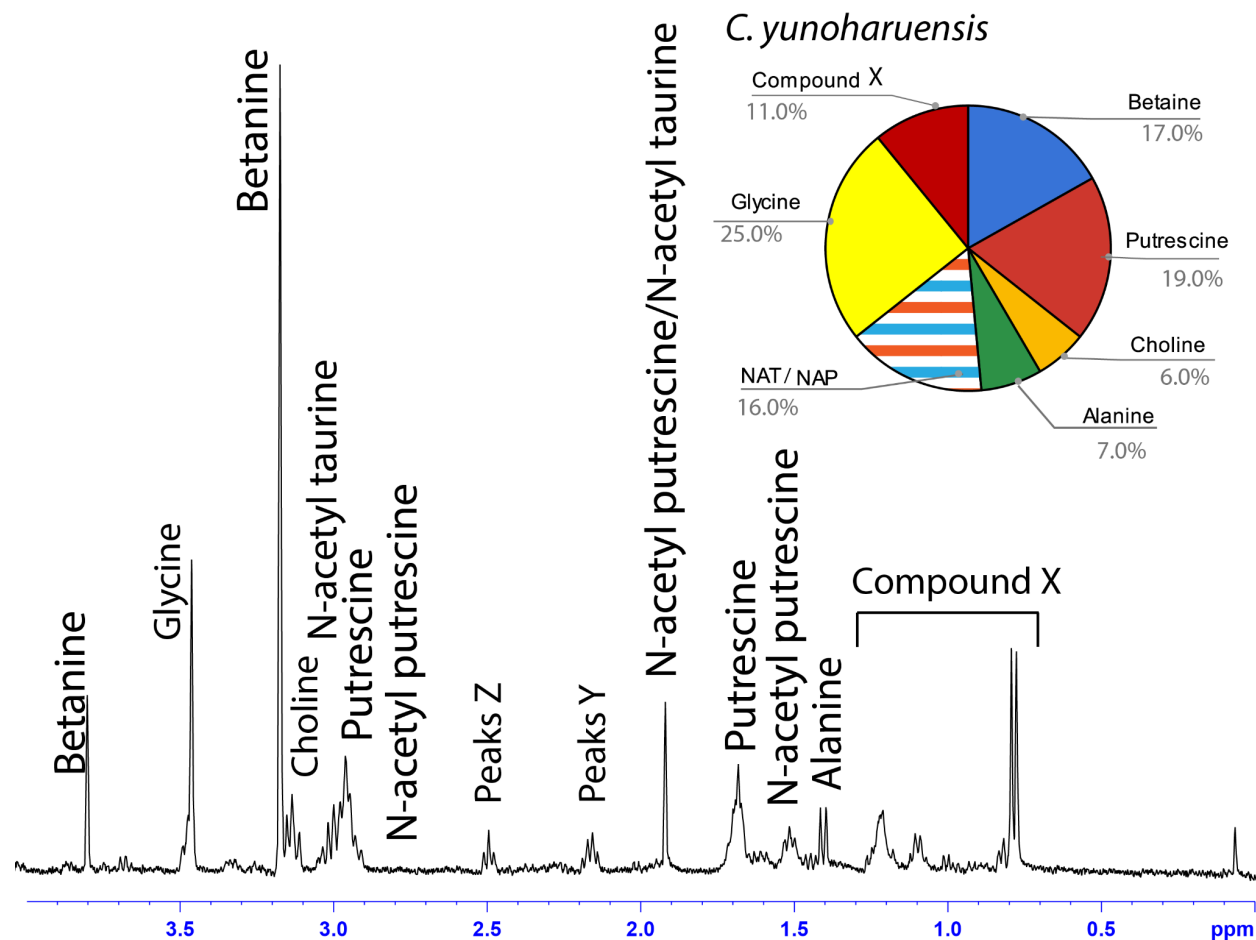 C. yunoharuensis
Compound X
11.0%
Betaine
17.0%
Glycine
25.0%
Putrescine
19.0%
Choline
6.0%
NAT/ NAP
16.0%
Alanine
7.0%
Betanine
Glycine
Betanine
Choline
N-acetyl taurine
Putrescine
N-acetyl putrescine
Peaks Z
Peaks Y
N-acetyl putrescine/N-acetyl taurine
Putrescine
N-acetyl putrescine
Alanine
Compound X
3.5 3.0 2.5 2.0 1.5 1.0 0.5 ppm